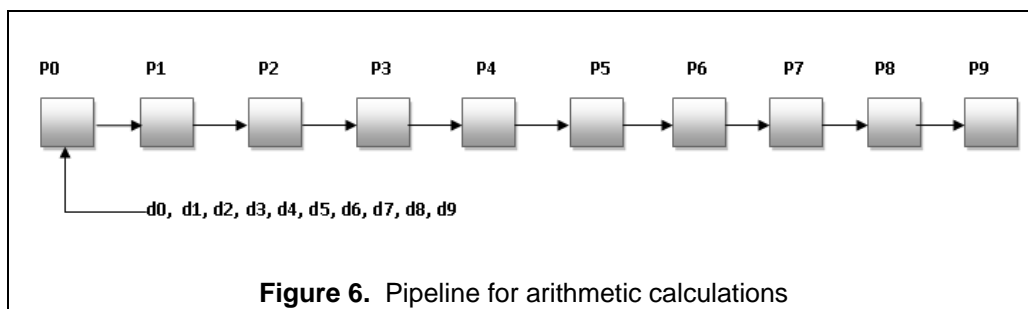 P0 P1 P2 P3 P4 P5 P6 P7 P8 P9
d0, d1, d2, d3, d4, d5, d6, d7, d8, d9
Figure 6. Pipeline for arithmetic calculations